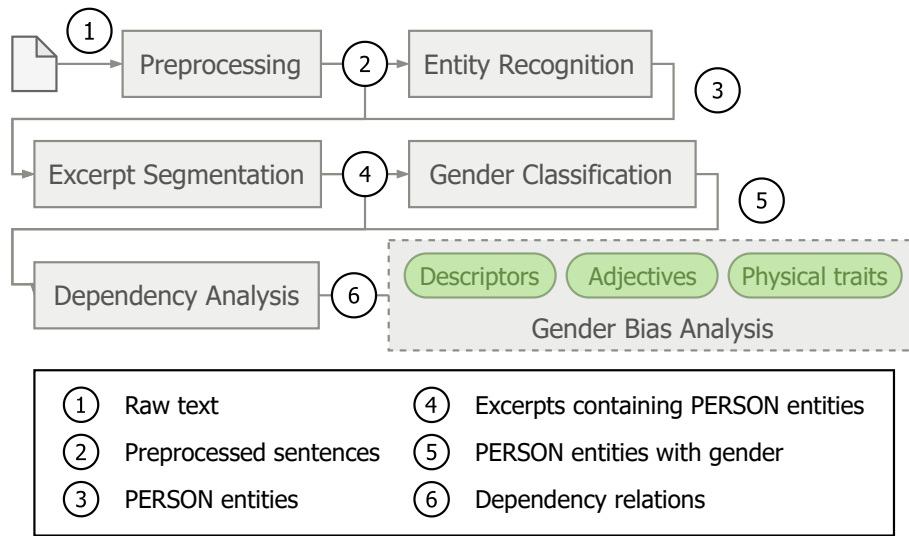 1
Preprocessing
2
Entity Recognition
3
Excerpt Segmentation
4
Gender Classification
5
Dependency Analysis
6
Descriptors
Adjectives
Physical traits
Gender Bias Analysis
1 Raw text
2 Preprocessed sentences
3 PERSON entities
4 Excerpts containing PERSON entities
5 PERSON entities with gender
6 Dependency relations